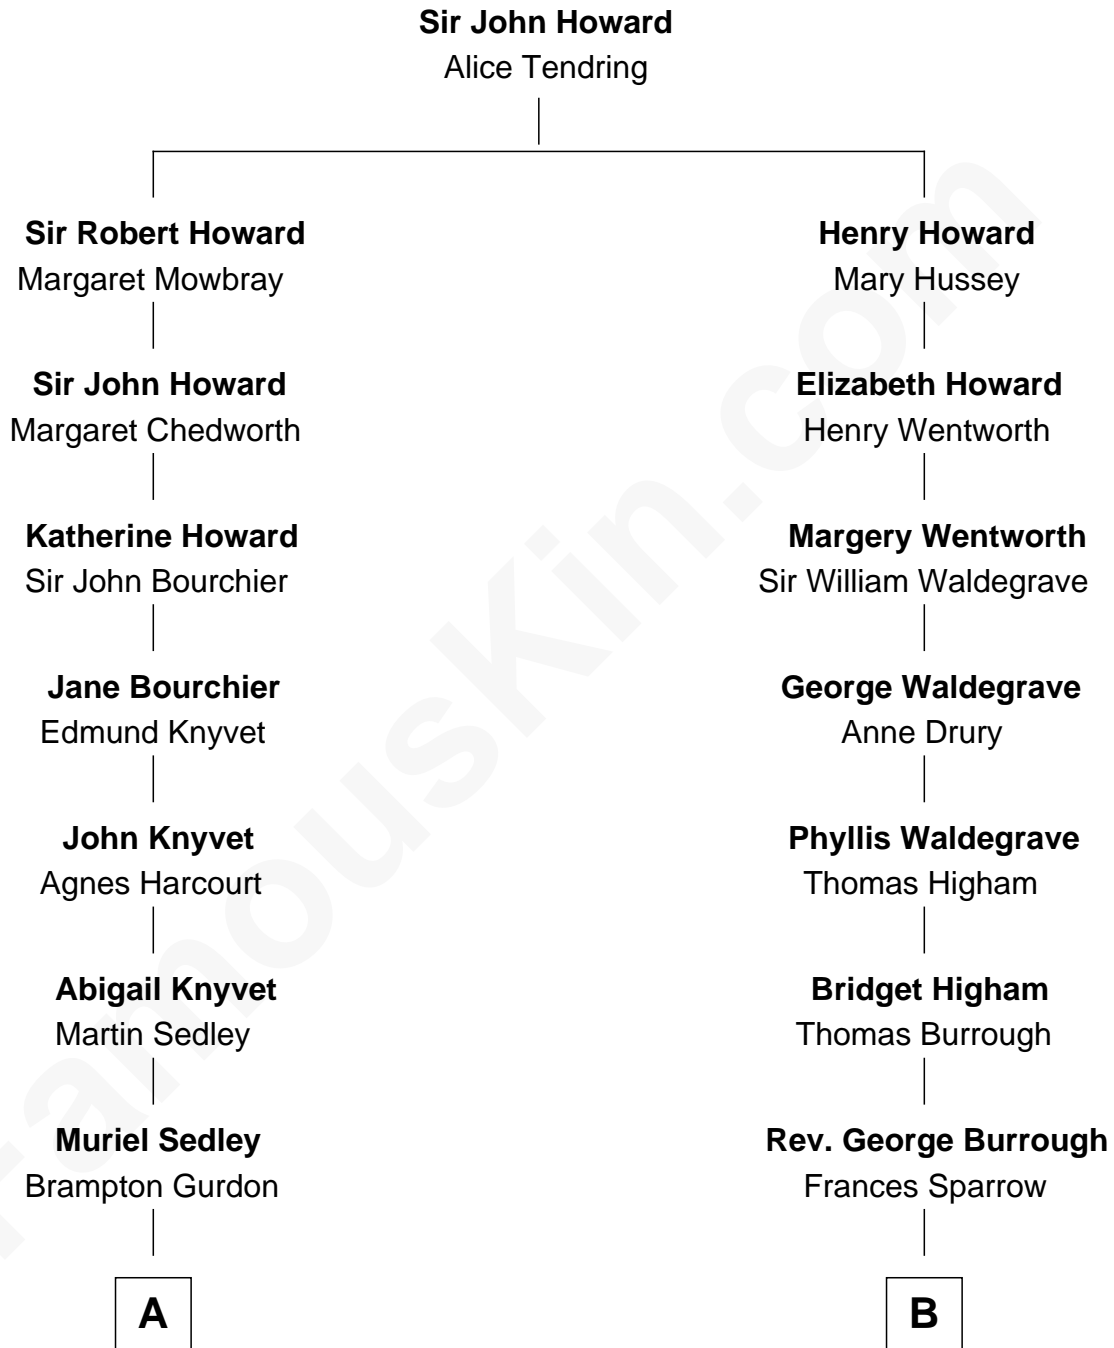 Sir John Howard
Alice Tendring
Sir Robert Howard
Margaret Mowbray
Henry Howard
Mary Hussey
Sir John Howard
Margaret Chedworth
Elizabeth Howard
Henry Wentworth
Katherine Howard
Sir John Bourchier
Margery Wentworth
Sir William Waldegrave
Jane Bourchier
Edmund Knyvet
George Waldegrave
Anne Drury
John Knyvet
Agnes Harcourt
Phyllis Waldegrave
Thomas Higham
Abigail Knyvet
Martin Sedley
Bridget Higham
Thomas Burrough
Muriel Sedley
Brampton Gurdon
Rev. George Burrough
Frances Sparrow
A
B
FamousKin.com